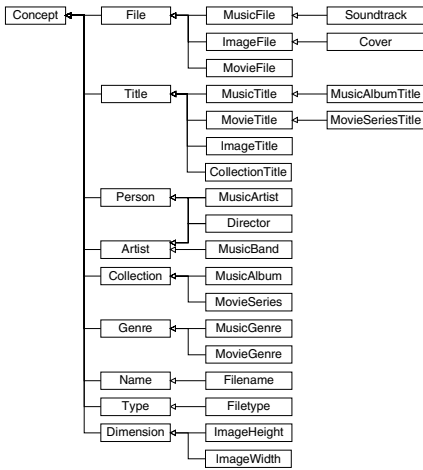 Concept File MusicFile Soundtrack
ImageFile Cover
MovieFile
Title MusicTitle MusicAlbumTitle
MovieTitle MovieSeriesTitle
ImageTitle
CollectionTitle
Person MusicArtist
Director
Artist MusicBand
Collection MusicAlbum
MovieSeries
Genre MusicGenre
MovieGenre
Name Filename
Type Filetype
Dimension ImageHeight
ImageWidth